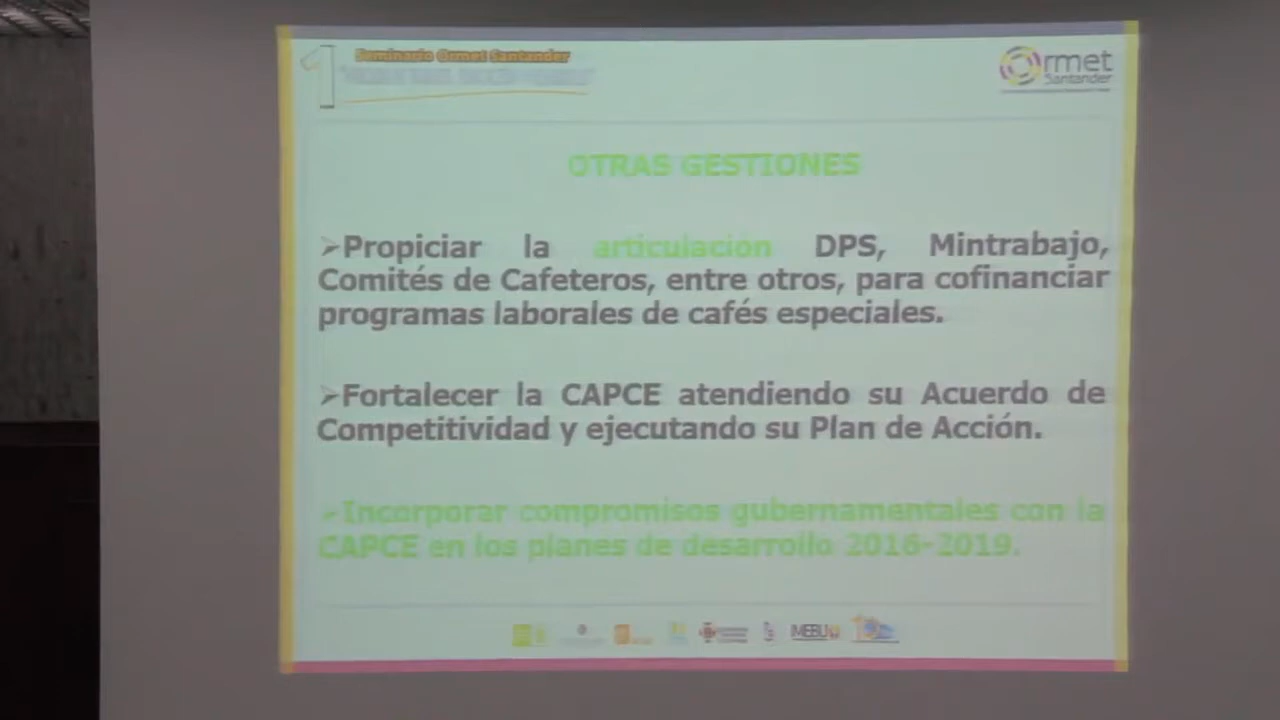 1 Seminario Ormet Santander
Ormet
Santander
OTRAS GESTIONES
➢Propiciar la articulación DPS, Mintrabajo,
Comités de Cafeteros, entre otros, para cofinanciar
programas laborales de cafés especiales.
➢Fortalecer la CAPCE atendiendo su Acuerdo de
Competitividad y ejecutando su Plan de Acción.
➢Incorporar compromisos gubernamentales con la
CAPCE en los planes de desarrollo 2016-2019.
IMEBU